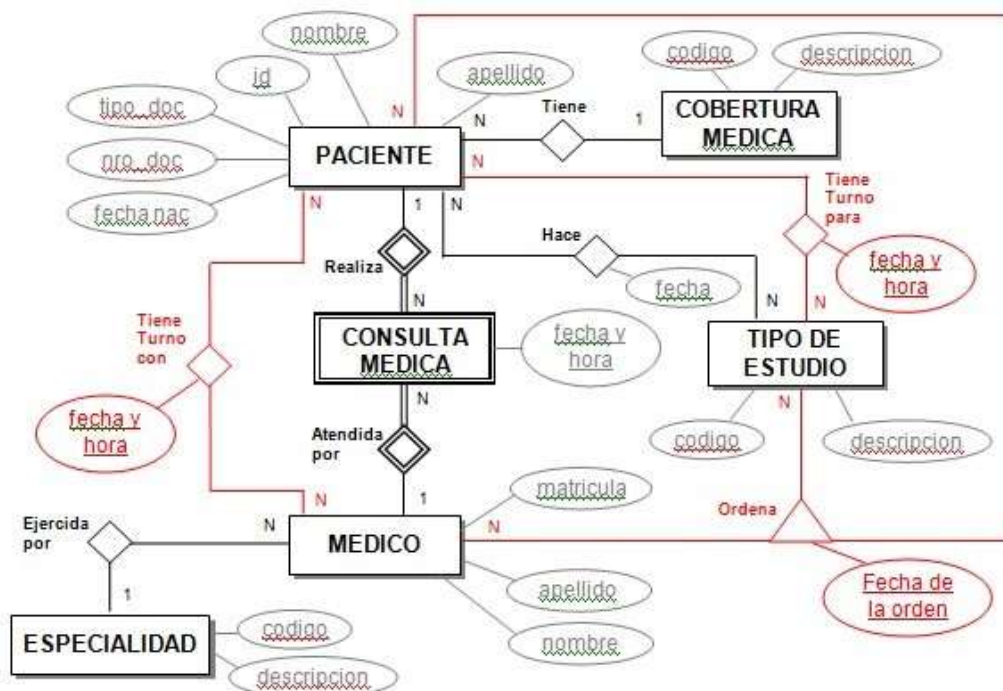 nombre
codigo
descripcion
id
apellido
Tiene
tipo_doc
N
N
1
COBERTURA
MEDICA
PACIENTE
nro_doc
N
Tiene
Turno
para
fecha nac
N
1
N
Hace
fecha y
hora
Realiza
fecha
N
N
N
Tiene
Turno
con
CONSULTA
MEDICA
fecha y
hora
TIPO DE
ESTUDIO
N
N
fecha y
hora
Atendida
por
codigo
descripcion
matricula
N
1
Ordena
Ejercida
por
N
MEDICO
N
apellido
Fecha de
la orden
1
ESPECIALIDAD
codigo
nombre
descripcion